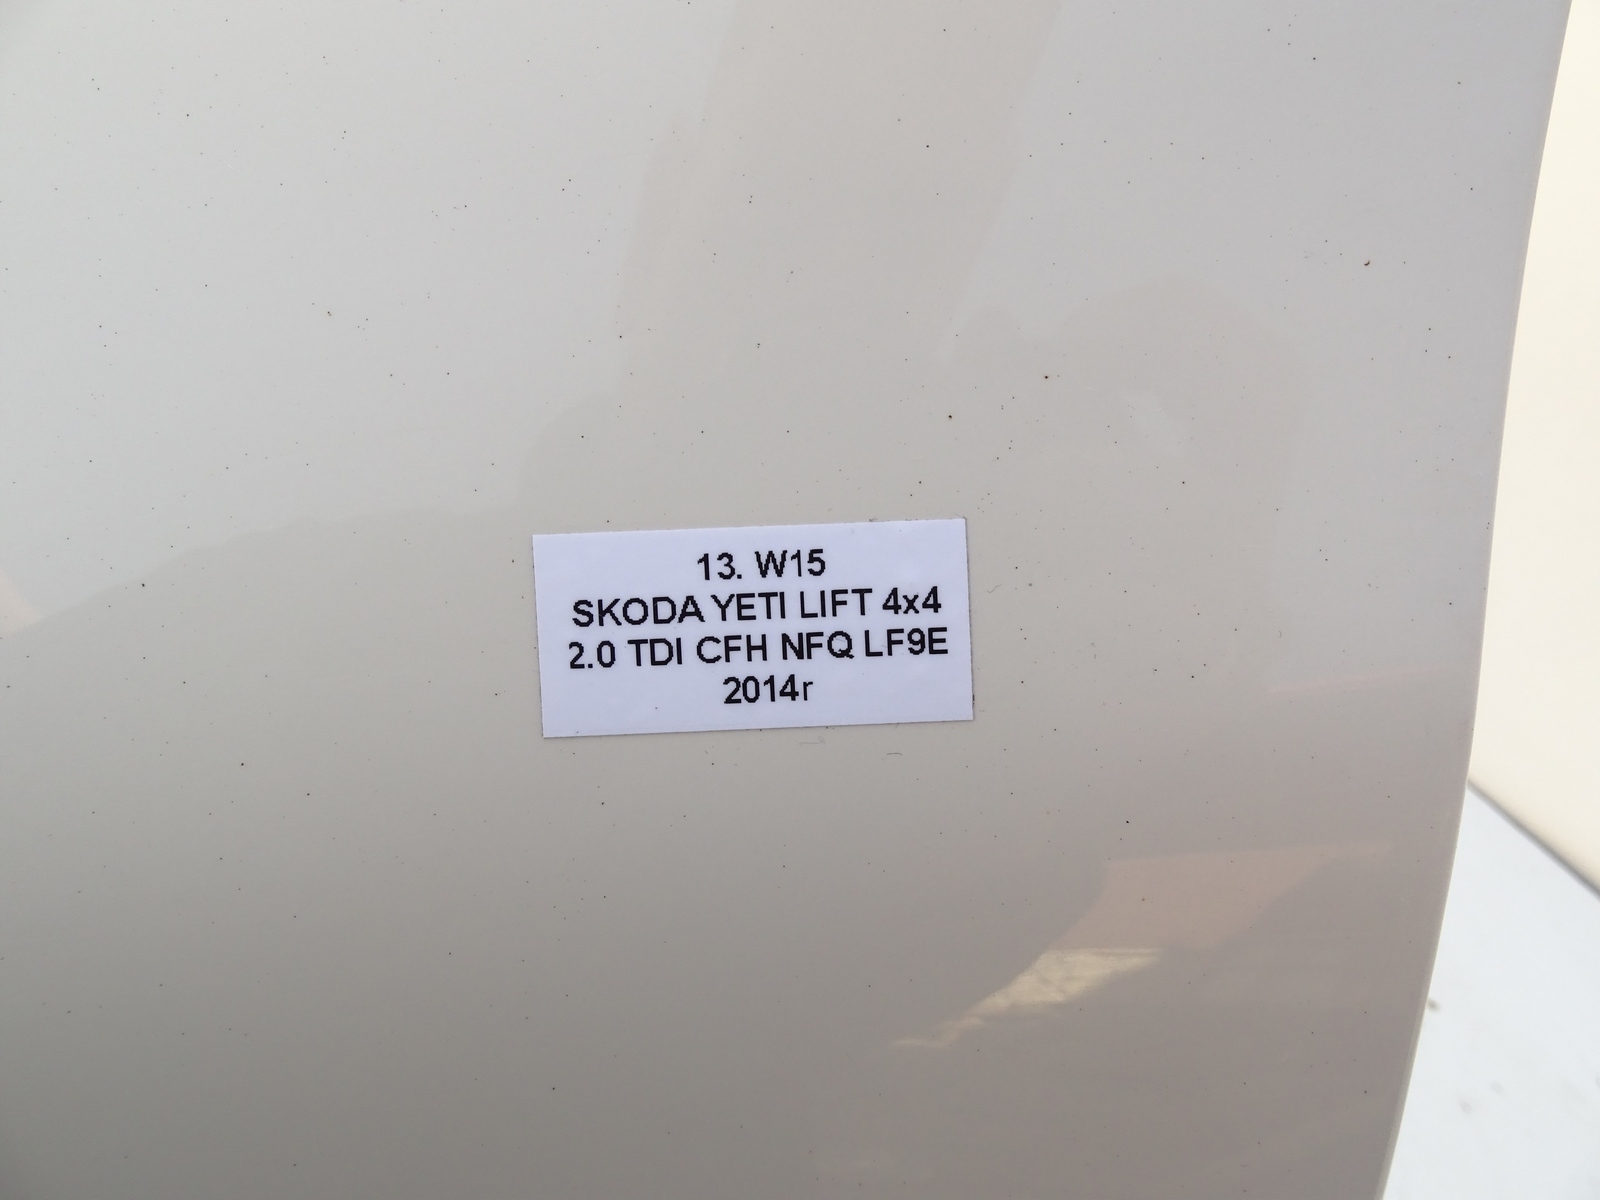 13. W15
SKODA YETI LIFT 4x4
2.0 TDI CFH NFQ LF9E
2014r